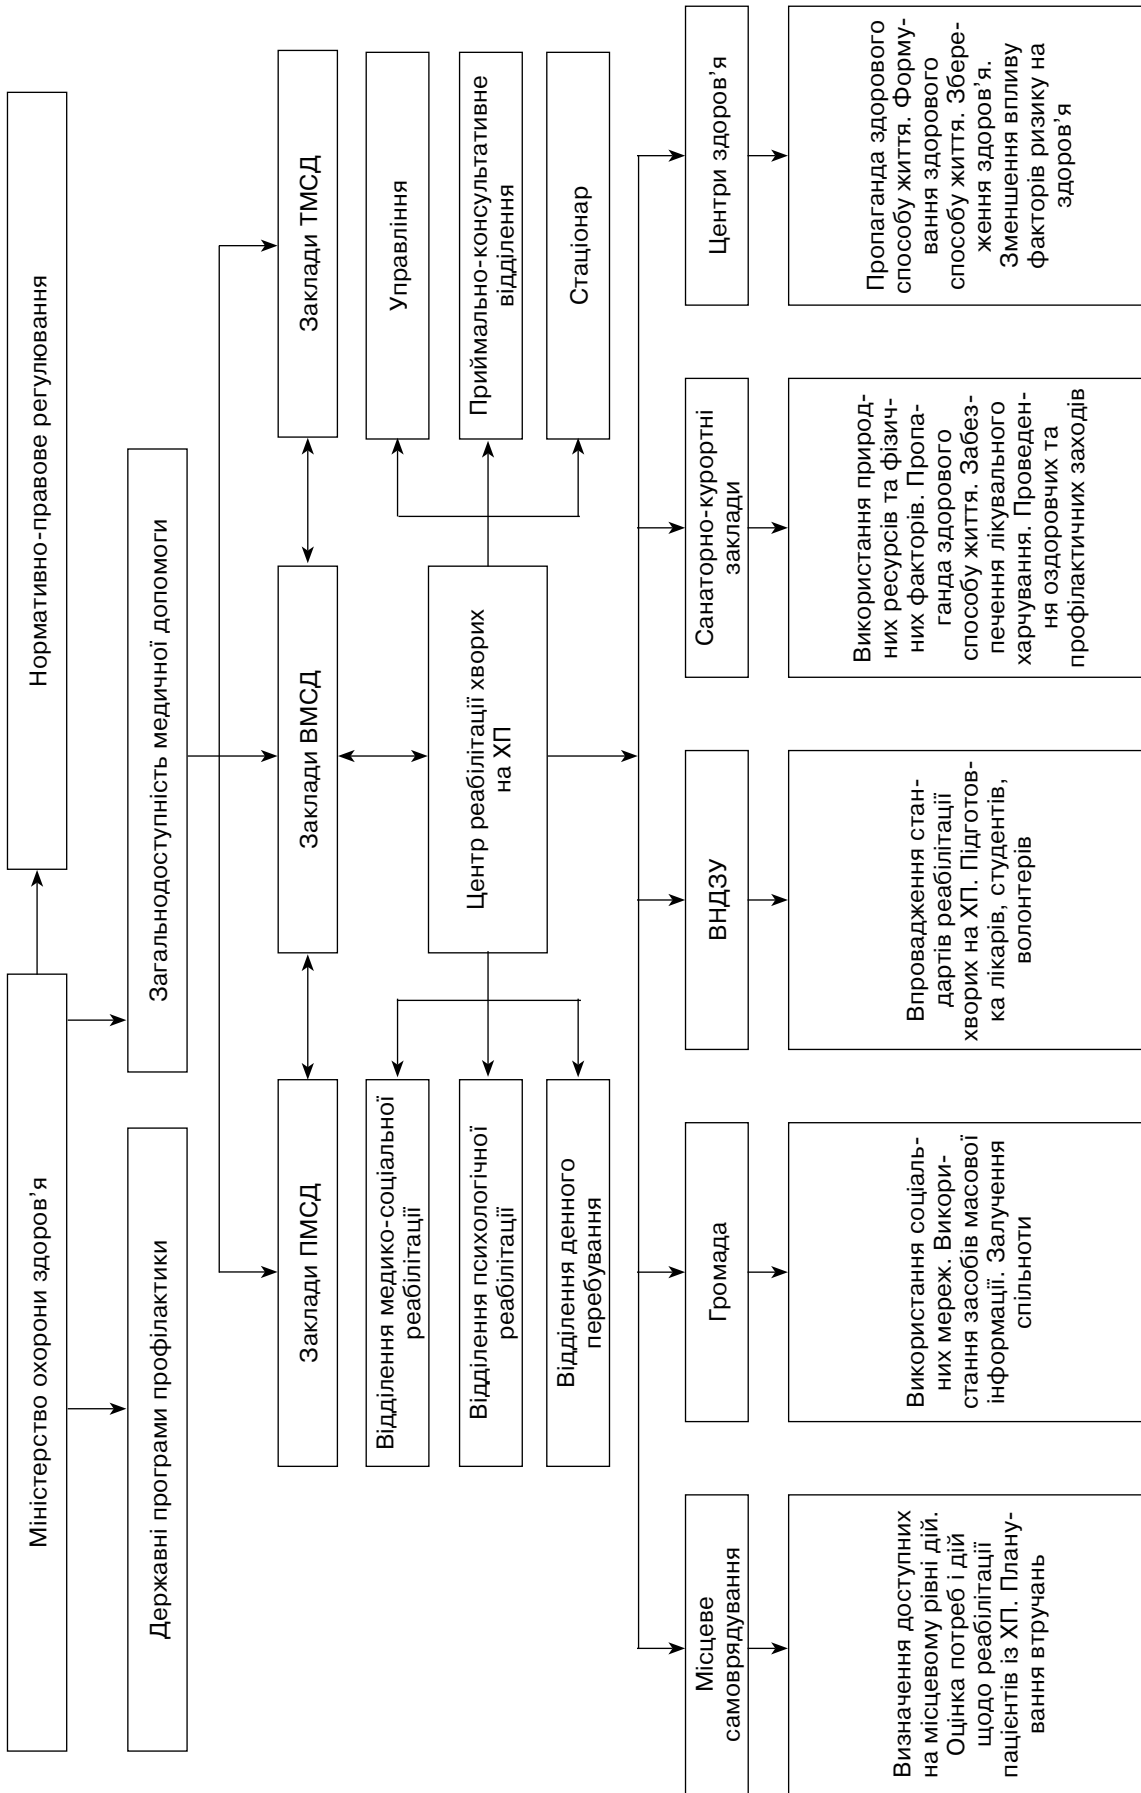 Міністерство охорони здоров’я
Нормативно-правове регулювання
Державні програми профілактики
Загальнодоступність медичної допомоги
Заклади ПМСД
Заклади ВМСД
Заклади ТМСД
Відділення медико-соціальної
реабілітації
Відділення психологічної
реабілітації
Відділення денного
перебування
Центр реабілітації хворих
на ХП
Управління
Приймально-консультативне
відділення
Стаціонар
Місцеве
самоврядування
Громада
ВНДЗУ
Санаторно-курортні
заклади
Центри здоров’я
Визначення доступних
на місцевому рівні дій.
Оцінка потреб і дій
щодо реабілітації
пацієнтів із ХП. Плану-
вання втручань
Використання соціаль-
них мереж. Викори-
стання засобів масової
інформації. Залучення
спільноти
Впровадження стан-
дартів реабілітації
хворих на ХП. Підготов-
ка лікарів, студентів,
волонтерів
Використання природ-
них ресурсів та фізич-
них факторів. Пропа-
ганда здорового
способу життя. Забез-
печення лікувального
харчування. Проведен-
ня оздоровчих та
профілактичних заходів
Пропаганда здорового
способу життя. Форму-
вання здорового
способу життя. Збере-
ження здоров’я.
Зменшення впливу
факторів ризику на
здоров’я